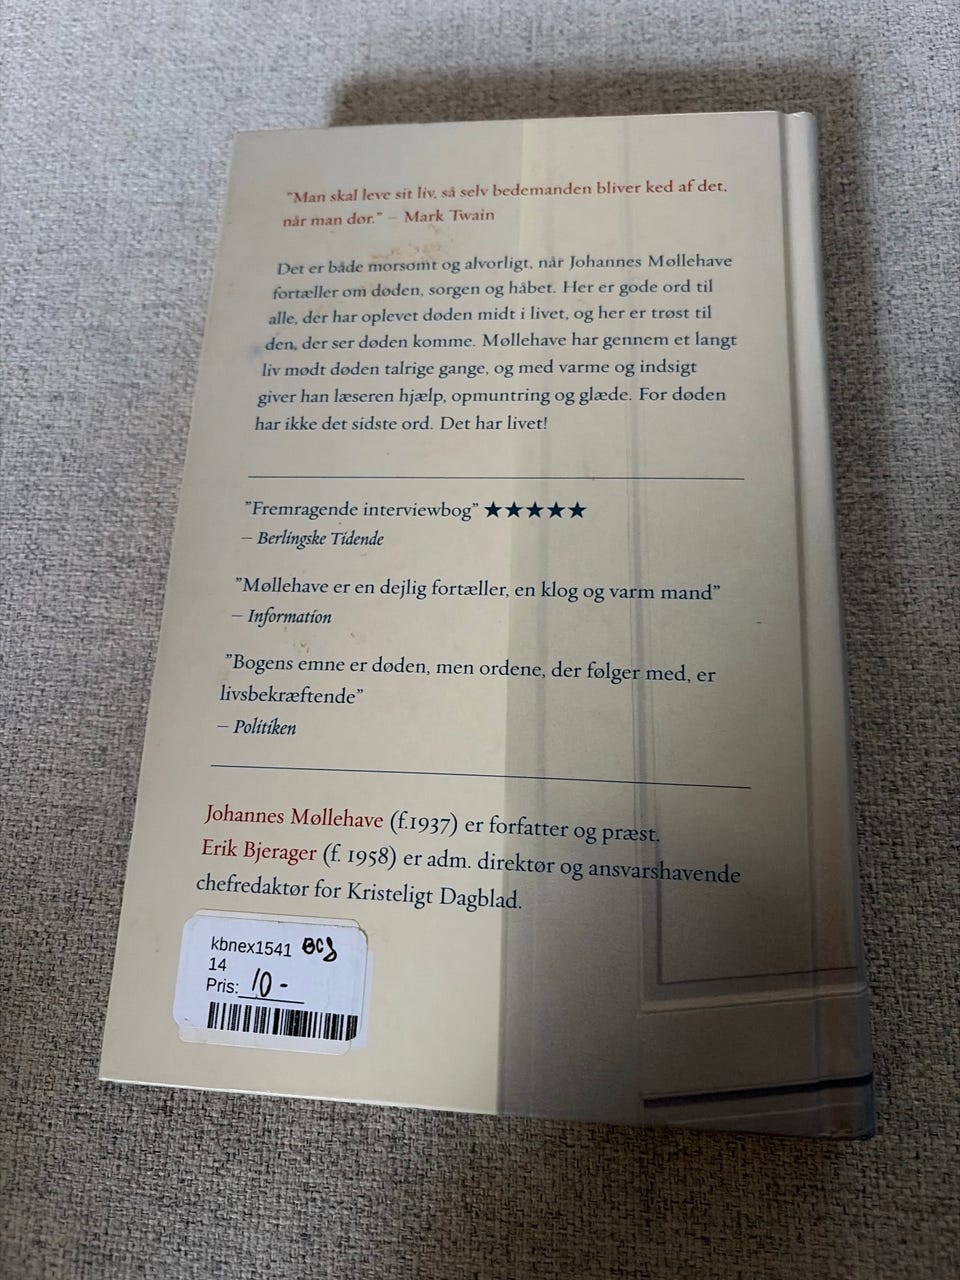 "Man skal leve sit liv, så selv bedemanden bliver ked af det,
når man dør." – Mark Twain
Det er både morsomt og alvorligt, når Johannes Møllehave
fortæller om døden, sorgen og håbet. Her er gode ord til
alle, der har oplevet døden midt i livet, og her er trøst til
den, der ser døden komme. Møllehave har gennem et langt
liv mødt døden talrige gange, og med varme og indsigt
giver han læseren hjælp, opmuntring og glæde. For døden
har ikke det sidste ord. Det har livet!
"Fremragende interviewbog" ★★★★★
– Berlingske Tidende
"Møllehave er en dejlig fortæller, en klog og varm mand"
– Information
"Bogens emne er døden, men ordene, der følger med, er
livsbekræftende"
– Politiken
Johannes Møllehave (f.1937) er forfatter og præst.
Erik Bjerager (f. 1958) er adm. direktør og ansvarshavende
chefredaktør for Kristeligt Dagblad.
kbnex1541
14
Pris: 10-